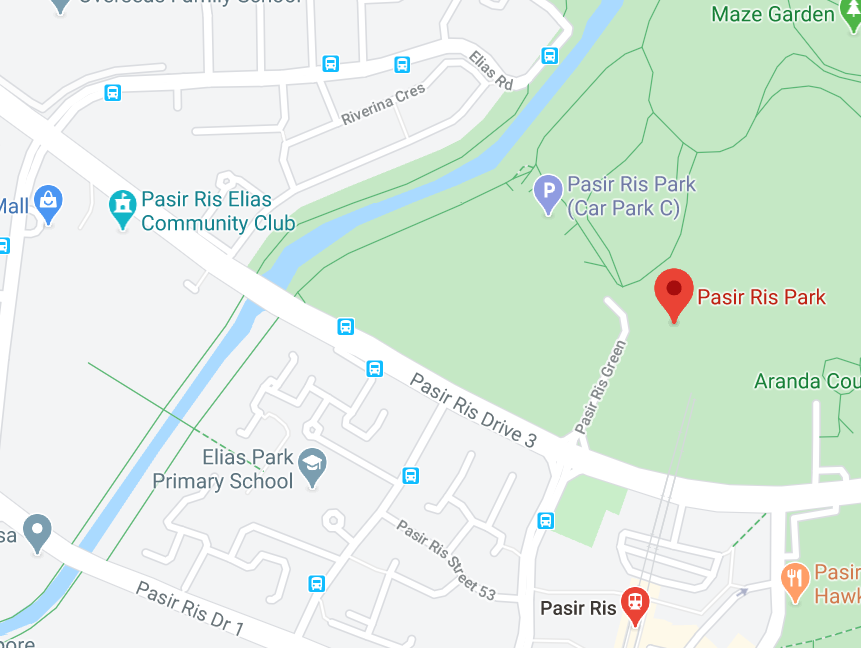 Overseas Family School
Maze Garden
Elias Rd
Riverina Cres
Pasir Ris Park
(Car Park C)
P
Mall
Pasir Ris Elias
Community Club
Pasir Ris Park
Pasir Ris Green
Aranda Cou
Pasir Ris Drive 3
Elias Park
Primary School
sa
Pasir Ris Street 53
Pasir
Hawk
Pasir Ris Dr 1
Pasir Ris
ore